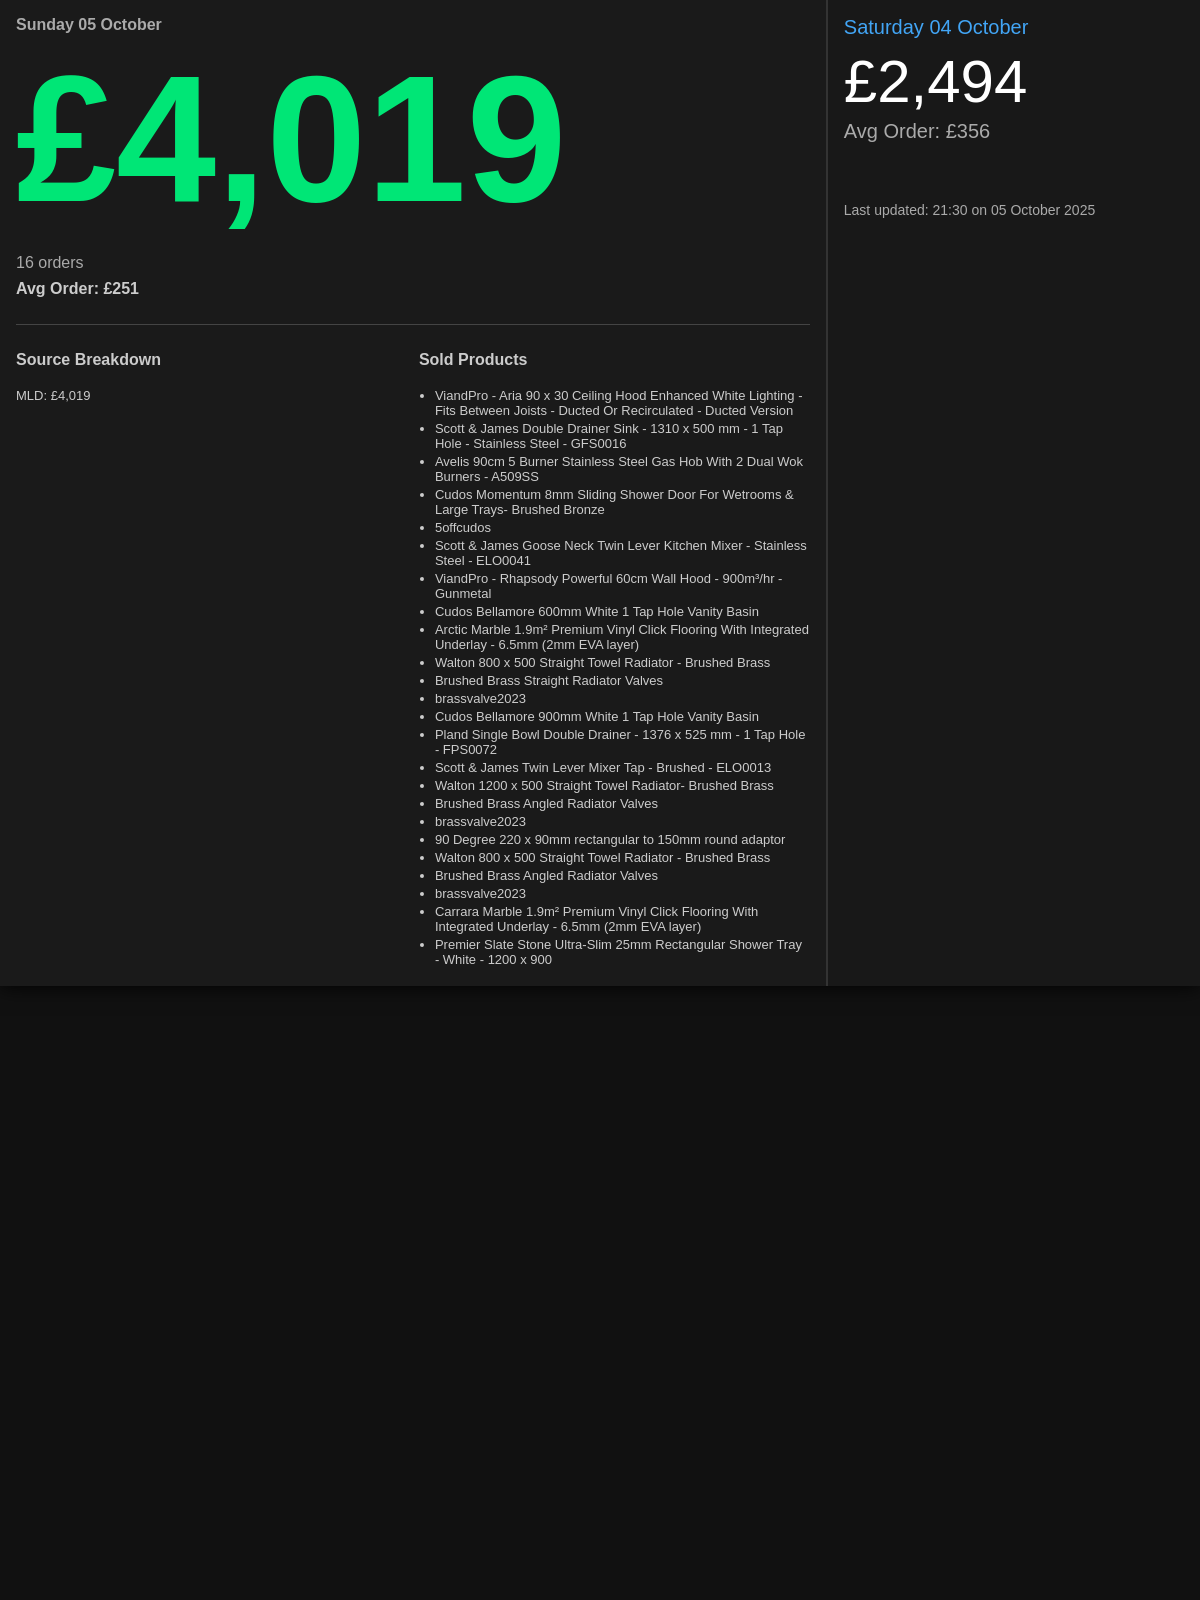 Sunday 05 October
£4,019
16 orders
Avg Order: £251
Source Breakdown
MLD: £4,019
Sold Products
• ViandPro - Aria 90 x 30 Ceiling Hood Enhanced White Lighting -
Fits Between Joists - Ducted Or Recirculated - Ducted Version
• Scott & James Double Drainer Sink - 1310 x 500 mm - 1 Tap
Hole - Stainless Steel - GFS0016
• Avelis 90cm 5 Burner Stainless Steel Gas Hob With 2 Dual Wok
Burners - A509SS
• Cudos Momentum 8mm Sliding Shower Door For Wetrooms &
Large Trays- Brushed Bronze
• 5offcudos
• Scott & James Goose Neck Twin Lever Kitchen Mixer - Stainless
Steel - ELO0041
• ViandPro - Rhapsody Powerful 60cm Wall Hood - 900m³/hr -
Gunmetal
• Cudos Bellamore 600mm White 1 Tap Hole Vanity Basin
• Arctic Marble 1.9m² Premium Vinyl Click Flooring With Integrated
Underlay - 6.5mm (2mm EVA layer)
• Walton 800 x 500 Straight Towel Radiator - Brushed Brass
• Brushed Brass Straight Radiator Valves
• brassvalve2023
• Cudos Bellamore 900mm White 1 Tap Hole Vanity Basin
• Pland Single Bowl Double Drainer - 1376 x 525 mm - 1 Tap Hole
- FPS0072
• Scott & James Twin Lever Mixer Tap - Brushed - ELO0013
• Walton 1200 x 500 Straight Towel Radiator- Brushed Brass
• Brushed Brass Angled Radiator Valves
• brassvalve2023
• 90 Degree 220 x 90mm rectangular to 150mm round adaptor
• Walton 800 x 500 Straight Towel Radiator - Brushed Brass
• Brushed Brass Angled Radiator Valves
• brassvalve2023
• Carrara Marble 1.9m² Premium Vinyl Click Flooring With
Integrated Underlay - 6.5mm (2mm EVA layer)
• Premier Slate Stone Ultra-Slim 25mm Rectangular Shower Tray
- White - 1200 x 900
Saturday 04 October
£2,494
Avg Order: £356
Last updated: 21:30 on 05 October 2025